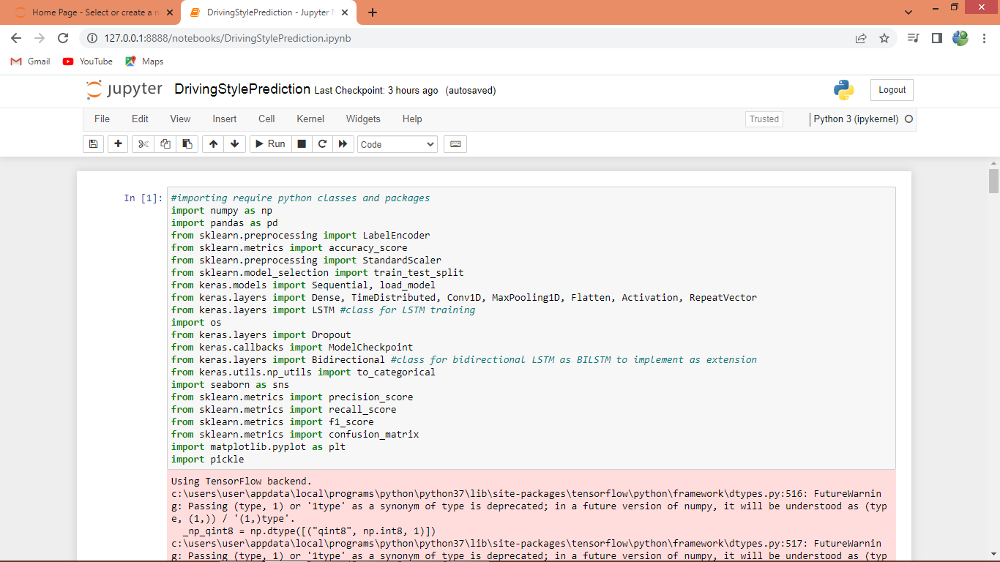 Home Page - Select or create a n
DrivingStylePrediction - Jupyter N
127.0.0.1:8888/notebooks/DrivingStylePrediction.ipynb
Gmail YouTube Maps
jupyter DrivingStylePrediction Last Checkpoint: 3 hours ago (autosaved)
Logout
File Edit View Insert Cell Kernel Widgets Help
Trusted
Python 3 (ipykernel)
Run
Code
In [1]:
#importing require python classes and packages
import numpy as np
import pandas as pd
from sklearn.preprocessing import LabelEncoder
from sklearn.metrics import accuracy_score
from sklearn.preprocessing import StandardScaler
from sklearn.model_selection import train_test_split
from keras.models import Sequential, load_model
from keras.layers import Dense, TimeDistributed, Conv1D, MaxPooling1D, Flatten, Activation, RepeatVector
from keras.layers import LSTM #class for LSTM training
import os
from keras.layers import Dropout
from keras.callbacks import ModelCheckpoint
from keras.layers import Bidirectional #class for bidirectional LSTM as BILSTM to implement as extension
from keras.utils.np_utils import to_categorical
import seaborn as sns
from sklearn.metrics import precision_score
from sklearn.metrics import recall_score
from sklearn.metrics import f1_score
from sklearn.metrics import confusion_matrix
import matplotlib.pyplot as plt
import pickle
Using TensorFlow backend.
c:\users\user\appdata\local\programs\python\python37\lib\site-packages\tensorflow\python\framework\dtypes.py:516: FutureWarnin
g: Passing (type, 1) or '1type' as a synonym of type is deprecated; in a future version of numpy, it will be understood as (typ
e, (1,)) / '(1,)type'.
_np_qint8 = np.dtype([("qint8", np.int8, 1)])
c:\users\user\appdata\local\programs\python\python37\lib\site-packages\tensorflow\python\framework\dtypes.py:517: FutureWarnin
g: Passing (type, 1) or '1type' as a synonym of type is deprecated; in a future version of numpy, it will be understood as (typ